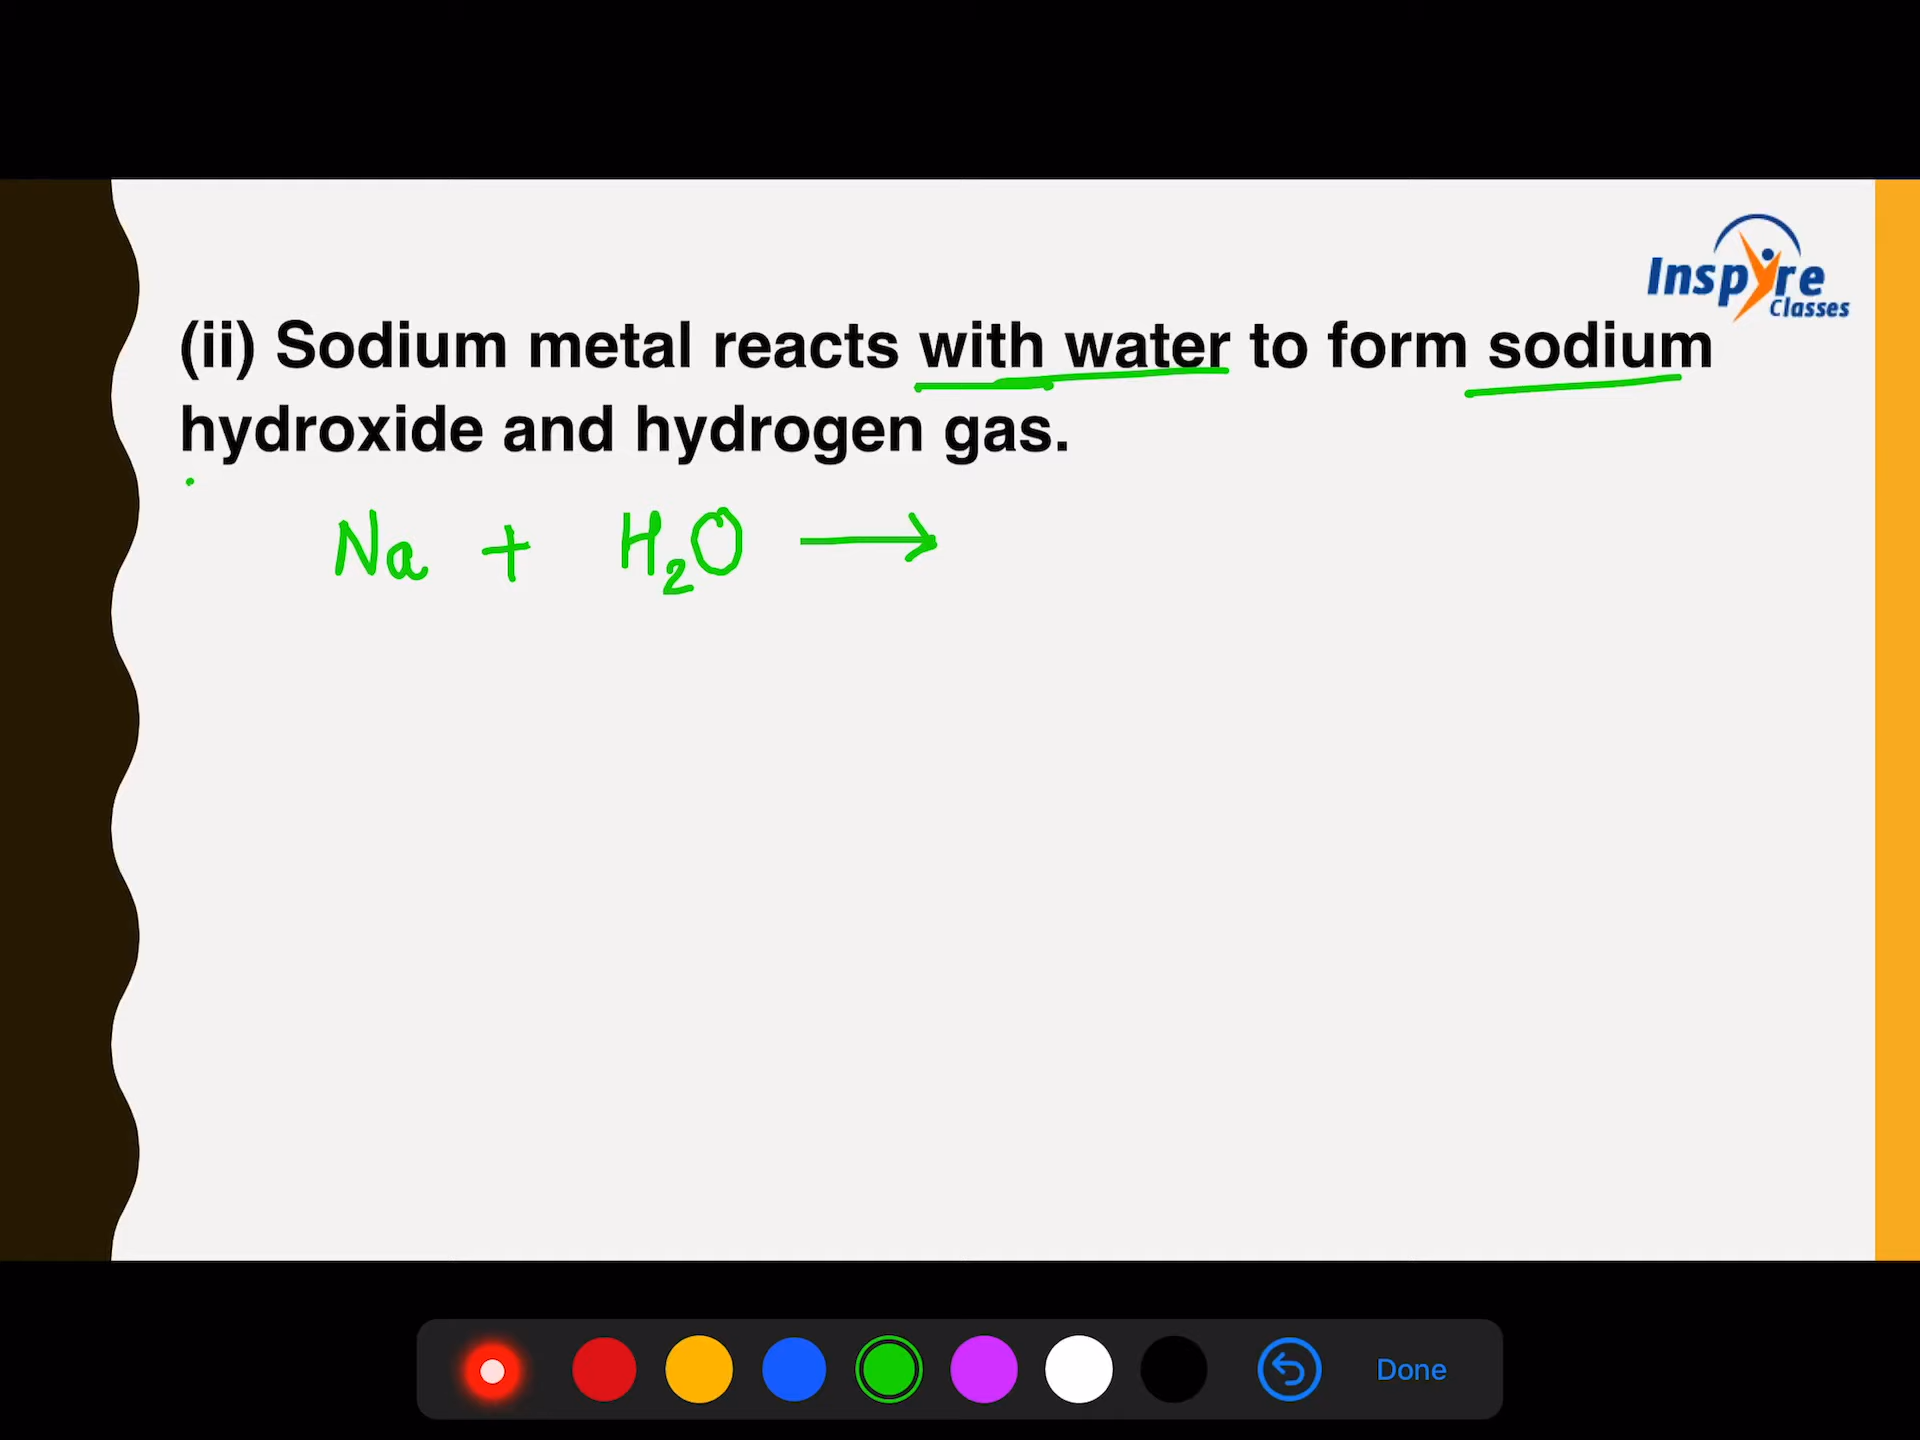 Inspyre
Classes
(ii) Sodium metal reacts with water to form sodium
hydroxide and hydrogen gas.
Na + H₂O ⟶
Done